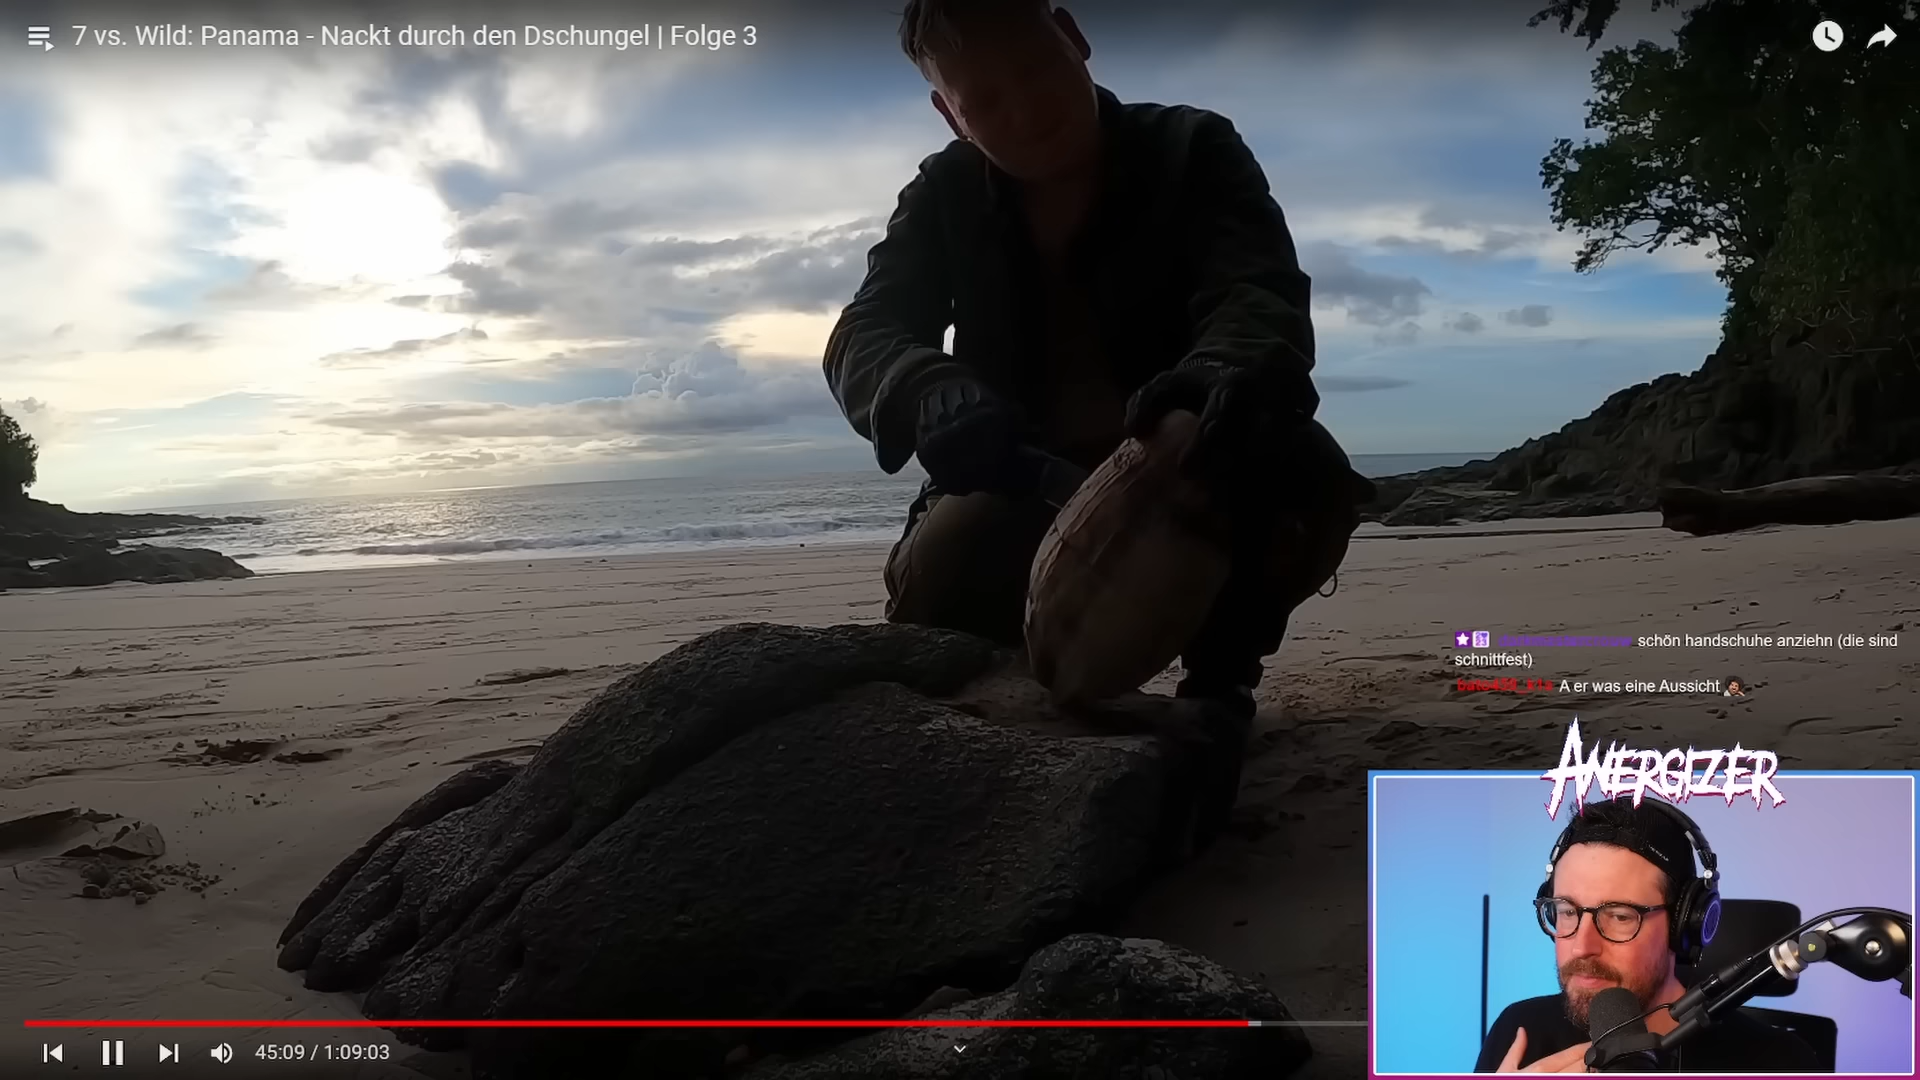 7 vs. Wild: Panama - Nackt durch den Dschungel | Folge 3
schön handschuhe anziehn (die sind
schnittfest)
A er was eine Aussicht
AWERGIZER
45:09 / 1:09:03